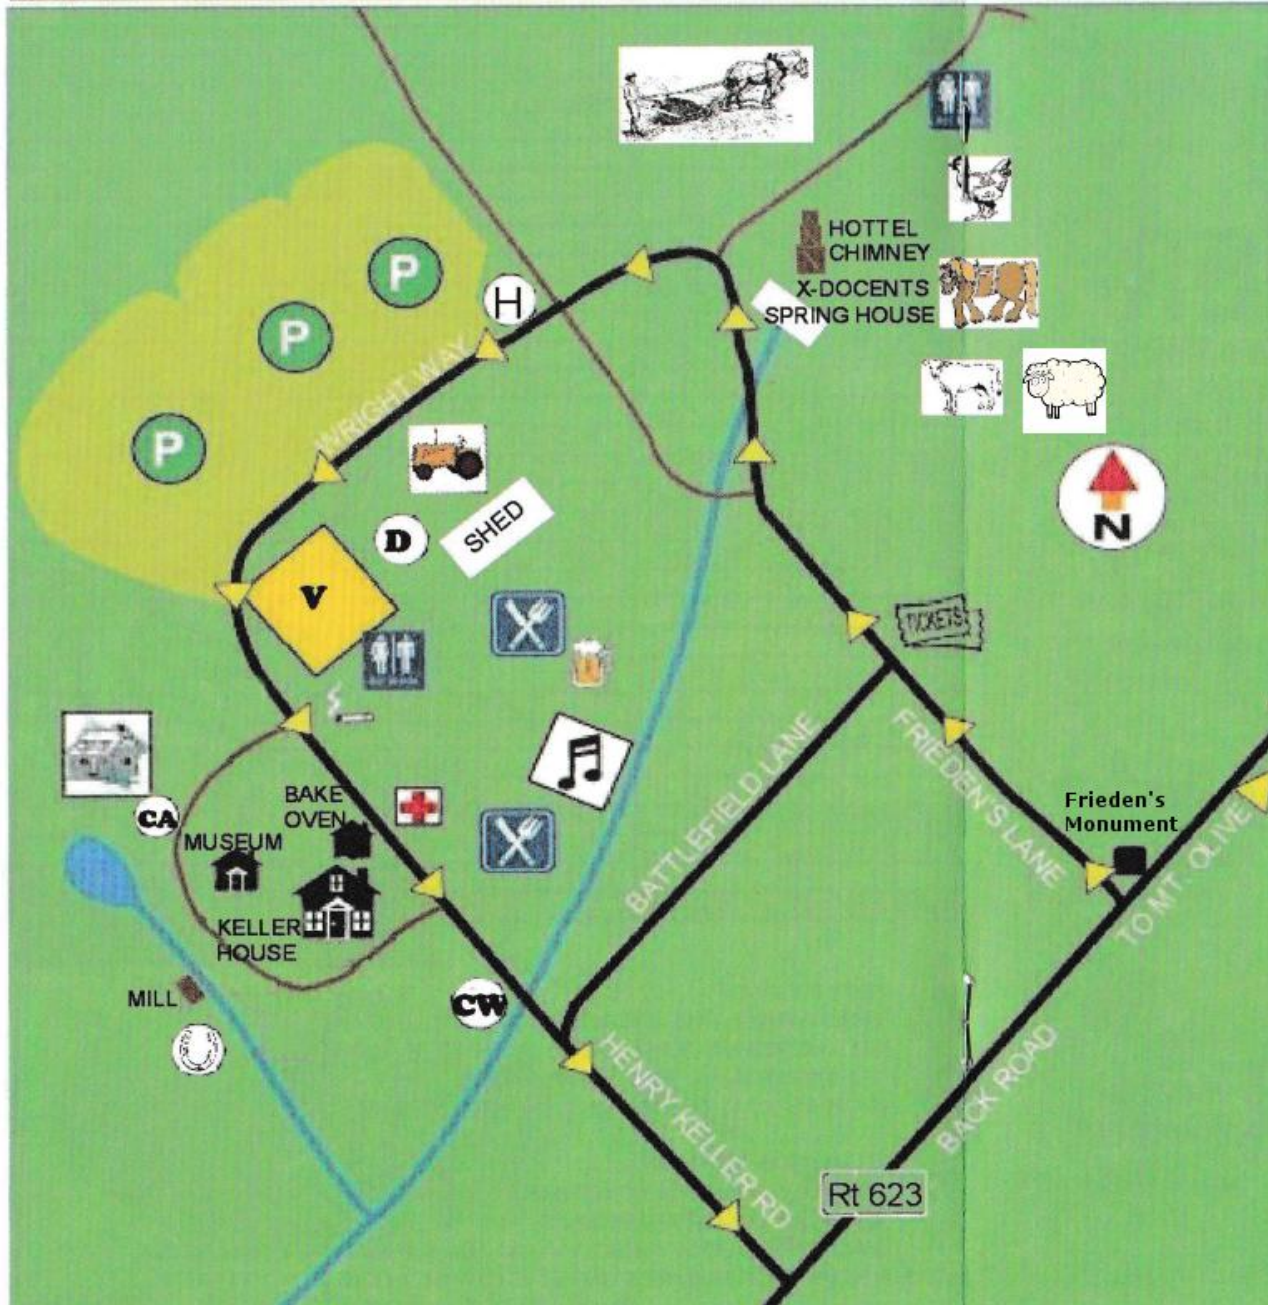 HOTTEL
CHIMNEY
X-DOCENTS
SPRING HOUSE
P
P
P
H
WRIGHT WAY
D
SHED
N
V
TICKETS
BATTLEFIELD LANE
FRIEDEN'S LANE
Frieden's
Monument
TO MT. OLIVE
BAKE
OVEN
CA
MUSEUM
KELLER
HOUSE
MILL
CW
HENRY KELLER RD
BACK ROAD
Rt 623